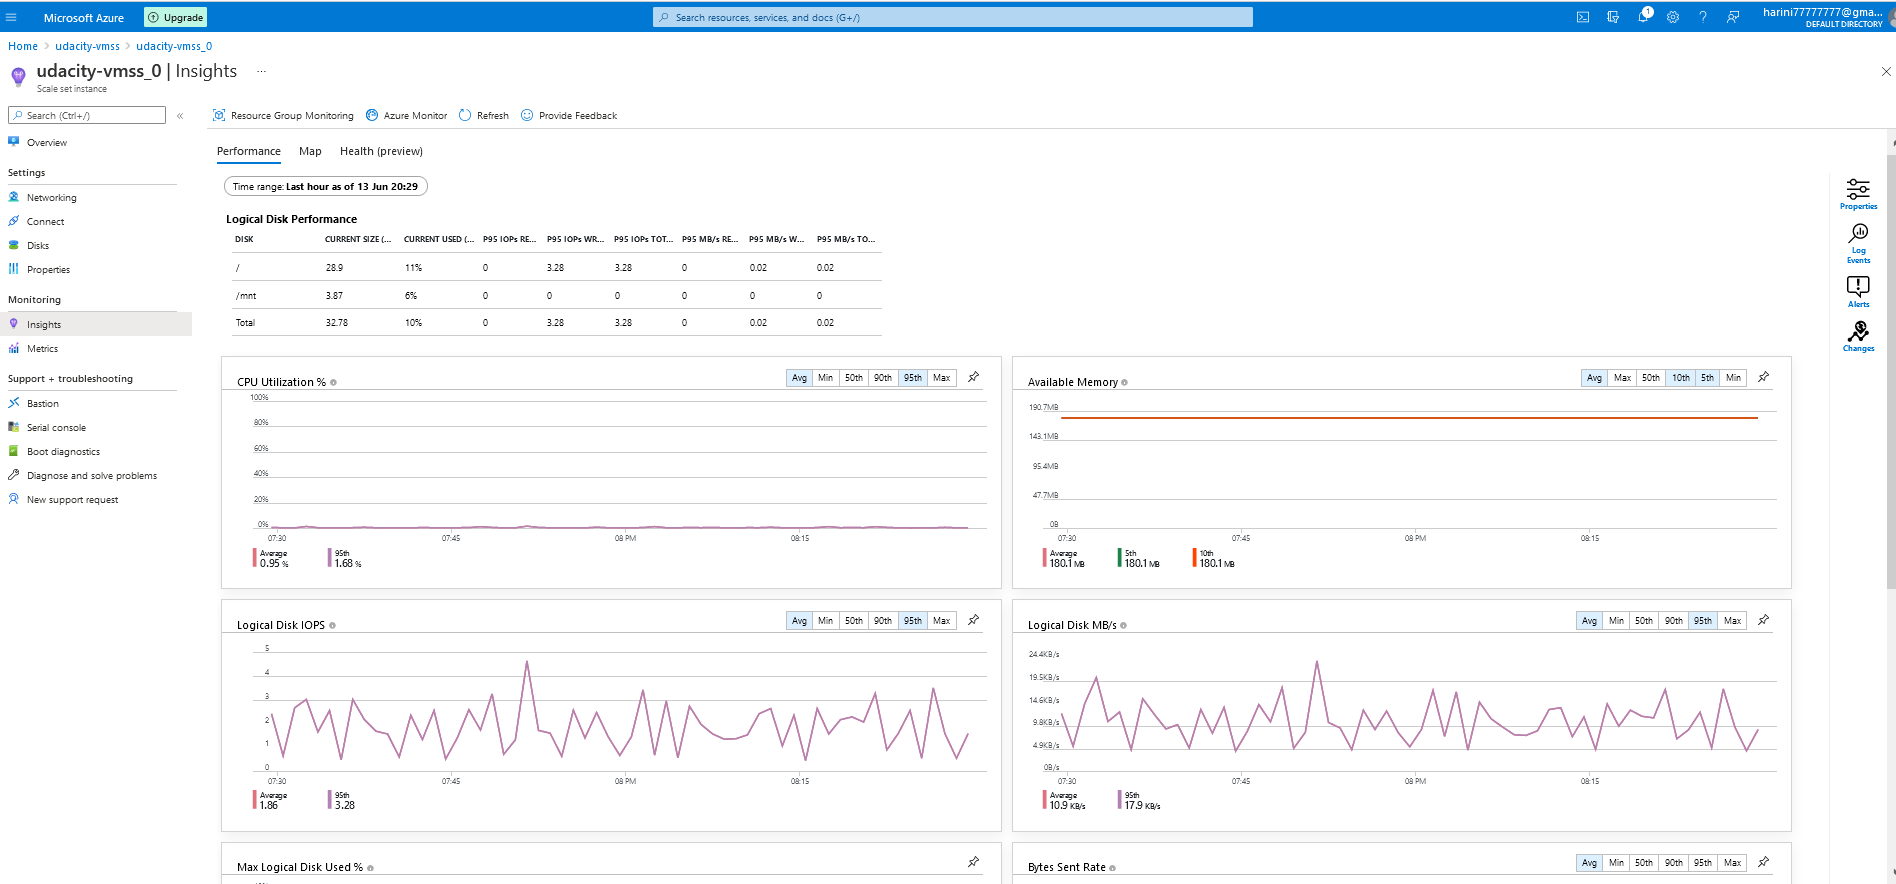 Microsoft Azure
Upgrade
Search resources, services, and docs (G+/)
1
harini77777777@gma...
DEFAULT DIRECTORY
Home > udacity-vmss > udacity-vmss_0
udacity-vmss_0 | Insights ...
Scale set instance
Search (Ctrl+/)
«
Overview
Settings
Networking
Connect
Disks
Properties
Monitoring
Insights
Metrics
Support + troubleshooting
Bastion
Serial console
Boot diagnostics
Diagnose and solve problems
New support request
Resource Group Monitoring Azure Monitor Refresh Provide Feedback
Performance Map Health (preview)
Time range: Last hour as of 13 Jun 20:29
Logical Disk Performance
DISK CURRENT SIZE (... CURRENT USED (... P95 IOPs RE... P95 IOPs WR... P95 IOPs TOT... P95 MB/s RE... P95 MB/s W... P95 MB/s TO...
/ 28.9 11% 0 3.28 3.28 0 0.02 0.02
/mnt 3.87 6% 0 0 0 0 0 0
Total 32.78 10% 0 3.28 3.28 0 0.02 0.02
CPU Utilization %
Avg Min 50th 90th 95th Max
100%
80%
60%
40%
20%
0%
07:30 07:45 08 PM 08:15
Average
0.95 %
95th
1.68 %
Available Memory
Avg Max 50th 10th 5th Min
190.7MB
143.1MB
95.4MB
47.7MB
0B
07:30 07:45 08 PM 08:15
Average
180.1 MB
5th
180.1 MB
10th
180.1 MB
Logical Disk IOPS
Avg Min 50th 90th 95th Max
5
4
3
2
1
0
07:30 07:45 08 PM 08:15
Average
1.86
95th
3.28
Logical Disk MB/s
Avg Min 50th 90th 95th Max
24.4KB/s
19.5KB/s
14.6KB/s
9.8KB/s
4.9KB/s
0B/s
07:30 07:45 08 PM 08:15
Average
10.9 KB/s
95th
17.9 KB/s
Max Logical Disk Used %
Bytes Sent Rate
Avg Min 50th 90th 95th Max
Properties
Log
Events
Alerts
Changes